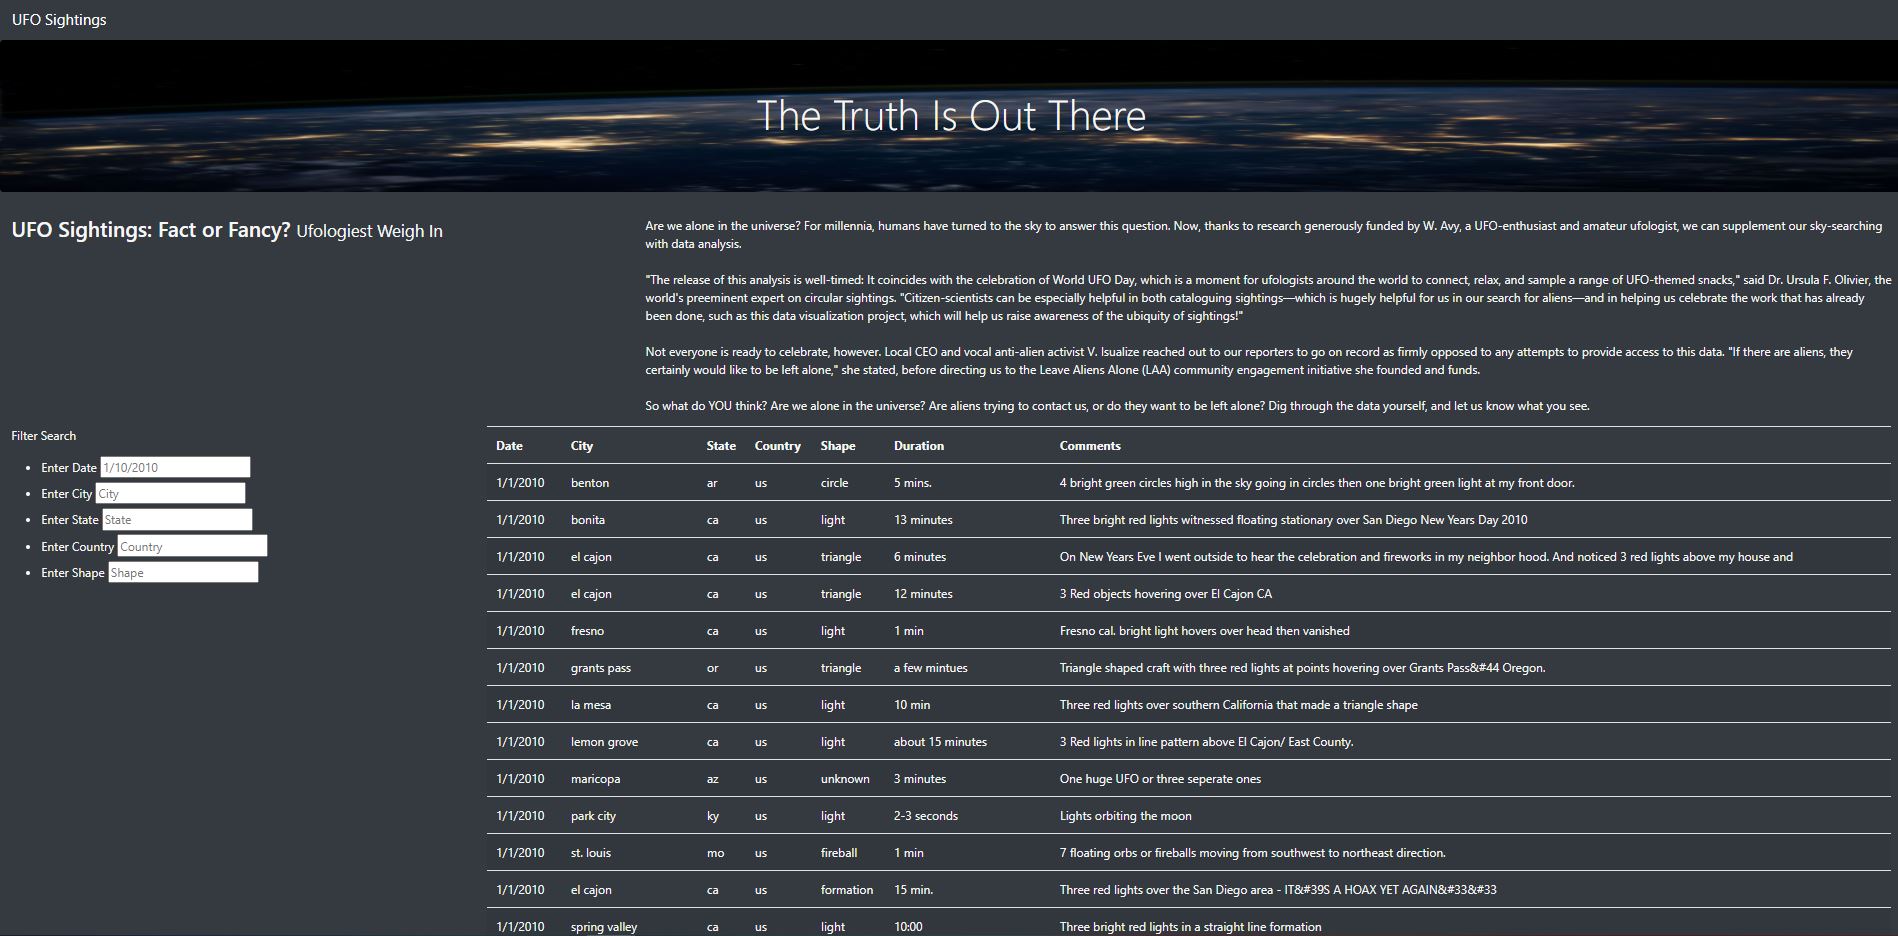 UFO Sightings
The Truth Is Out There
UFO Sightings: Fact or Fancy? Ufologiest Weigh In
Are we alone in the universe? For millennia, humans have turned to the sky to answer this question. Now, thanks to research generously funded by W. Avy, a UFO-enthusiast and amateur ufologist, we can supplement our sky-searching
with data analysis.
"The release of this analysis is well-timed: It coincides with the celebration of World UFO Day, which is a moment for ufologists around the world to connect, relax, and sample a range of UFO-themed snacks," said Dr. Ursula F. Olivier, the
world's preeminent expert on circular sightings. "Citizen-scientists can be especially helpful in both cataloguing sightings—which is hugely helpful for us in our search for aliens—and in helping us celebrate the work that has already
been done, such as this data visualization project, which will help us raise awareness of the ubiquity of sightings!"
Not everyone is ready to celebrate, however. Local CEO and vocal anti-alien activist V. Isualize reached out to our reporters to go on record as firmly opposed to any attempts to provide access to this data. "If there are aliens, they
certainly would like to be left alone," she stated, before directing us to the Leave Aliens Alone (LAA) community engagement initiative she founded and funds.
So what do YOU think? Are we alone in the universe? Are aliens trying to contact us, or do they want to be left alone? Dig through the data yourself, and let us know what you see.
Filter Search
Enter Date 1/10/2010
Enter City City
Enter State State
Enter Country Country
Enter Shape Shape
Date City State Country Shape Duration Comments
1/1/2010 benton ar us circle 5 mins. 4 bright green circles high in the sky going in circles then one bright green light at my front door.
1/1/2010 bonita ca us light 13 minutes Three bright red lights witnessed floating stationary over San Diego New Years Day 2010
1/1/2010 el cajon ca us triangle 6 minutes On New Years Eve I went outside to hear the celebration and fireworks in my neighbor hood. And noticed 3 red lights above my house and
1/1/2010 el cajon ca us triangle 12 minutes 3 Red objects hovering over El Cajon CA
1/1/2010 fresno ca us light 1 min Fresno cal. bright light hovers over head then vanished
1/1/2010 grants pass or us triangle a few mintues Triangle shaped craft with three red lights at points hovering over Grants Pass&#44 Oregon.
1/1/2010 la mesa ca us light 10 min Three red lights over southern California that made a triangle shape
1/1/2010 lemon grove ca us light about 15 minutes 3 Red lights in line pattern above El Cajon/ East County.
1/1/2010 maricopa az us unknown 3 minutes One huge UFO or three seperate ones
1/1/2010 park city ky us light 2-3 seconds Lights orbiting the moon
1/1/2010 st. louis mo us fireball 1 min 7 floating orbs or fireballs moving from southwest to northeast direction.
1/1/2010 el cajon ca us formation 15 min. Three red lights over the San Diego area - IT&#39S A HOAX YET AGAIN&#33&#33
1/1/2010 spring valley ca us light 10:00 Three bright red lights in a straight line formation